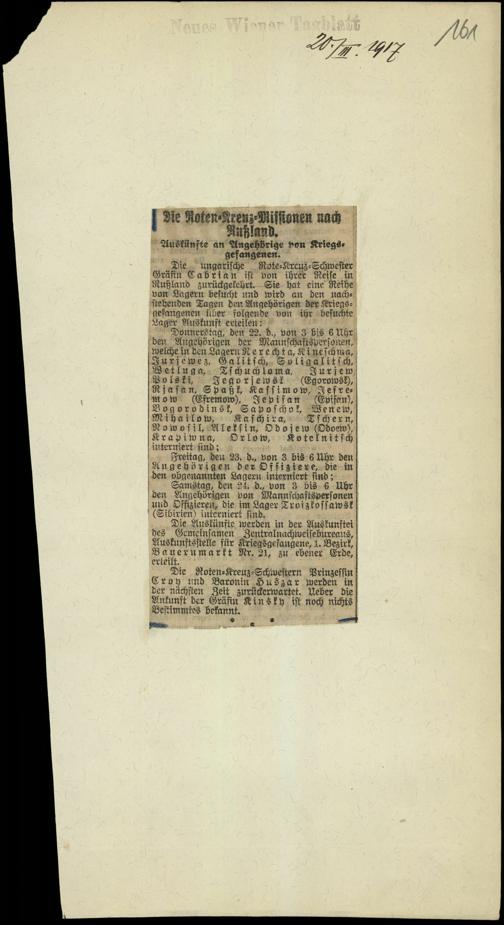 Neues Wiener Tagblatt
20./III. 1917
161
Die Roten-Kreuz-Missionen nach
Rußland.
Auskünfte an Angehörige von Kriegs-
gefangenen.
Die ungarische Rote-Kreuz-Schwester
Gräfin Cabrian ist von ihrer Reise in
Rußland zurückgekehrt. Sie hat eine Reihe
von Lagern besucht und wird an den nach-
stehenden Tagen den Angehörigen der Kriegs-
gefangenen über folgende von ihr besuchte
Lager Auskunft erteilen:
Donnerstag, den 22. d., von 3 bis 6 Uhr
den Angehörigen der Mannschaftspersonen,
welche in den Lagern Nerechta, Kineschma,
Jurjewez, Galitsch, Soligalitsch,
Wetluga, Tschuchloma, Jurjew
Polski, Jegorjewsk (Egorowsk),
Rjasan, Spaßk, Kassimow, Jefre-
mow (Efremow), Jepifan (Epifan),
Bogorodinsk, Saposchok, Wenew,
Mihailow, Kaschira, Tschern,
Nowosil, Aleksin, Odojew (Odoew),
Krapiwna, Orlow, Kotelnitsch
interniert sind;
Freitag, den 23. d., von 3 bis 6 Uhr den
Angehörigen der Offiziere, die in
den obgenannten Lagern interniert sind;
Samstag, den 24. d., von 3 bis 6 Uhr
den Angehörigen von Mannschaftspersonen
und Offizieren, die im Lager Troizkossawsk
(Sibirien) interniert sind.
Die Auskünfte werden in der Auskunftei
des Gemeinsamen Zentralnachweisebureaus,
Auskunftsstelle für Kriegsgefangene, 1. Bezirk,
Bauernmarkt Nr. 21, zu ebener Erde,
erteilt.
Die Roten-Kreuz-Schwestern Prinzessin
Croy und Baronin Huszar werden in
der nächsten Zeit zurückerwartet. Ueber die
Ankunft der Gräfin Kinsky ist noch nichts
Bestimmtes bekannt.